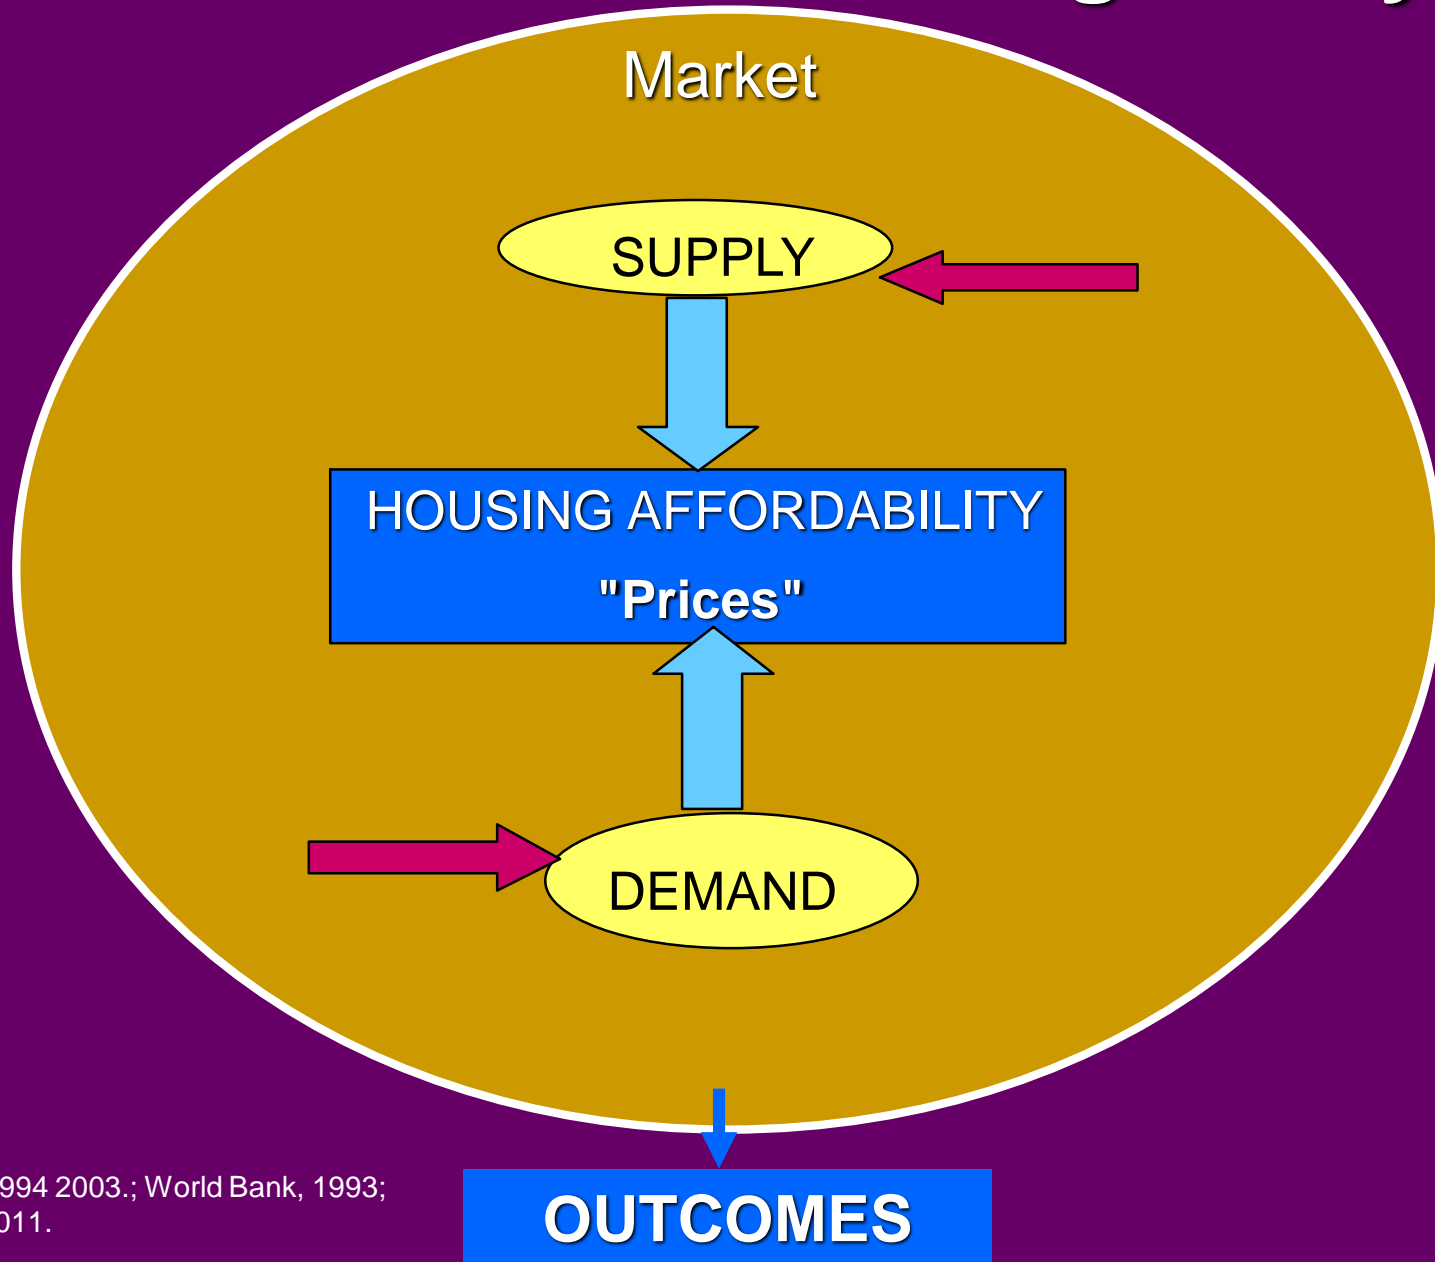 Market
SUPPLY
HOUSING AFFORDABILITY
"Prices"
DEMAND
994 2003.; World Bank, 1993;
011.
OUTCOMES